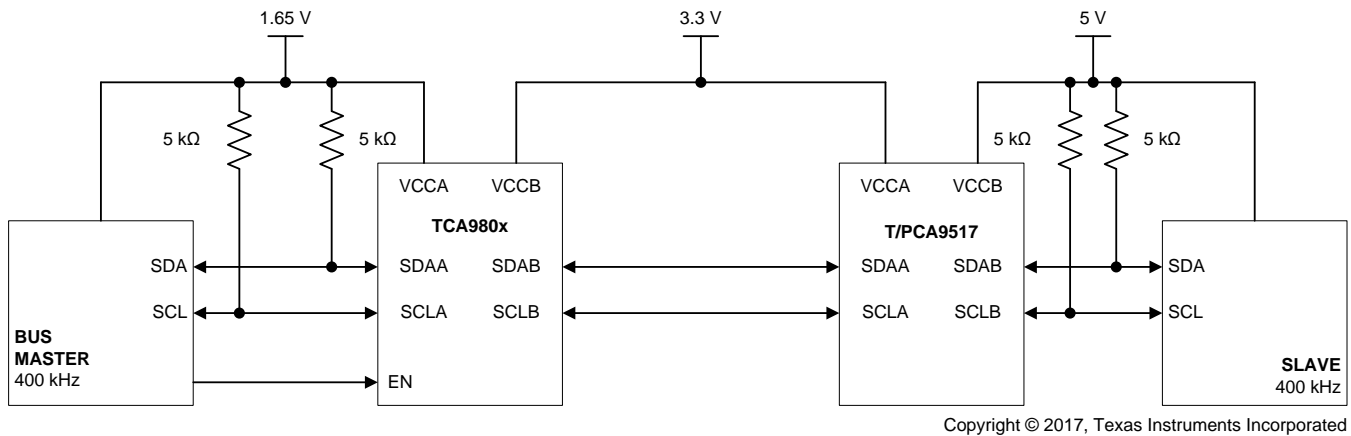 1.65 V 3.3 V 5 V
5 kΩ 5 kΩ 5 kΩ 5 kΩ
VCCA VCCB VCCA VCCB
TCA980x
T/PCA9517
SDA SDAA SDAB SDAA SDAB SDA
SCL SCLA SCLB SCLA SCLB SCL
BUS
MASTER
400 kHz
EN
SLAVE
400 kHz
Copyright © 2017, Texas Instruments Incorporated